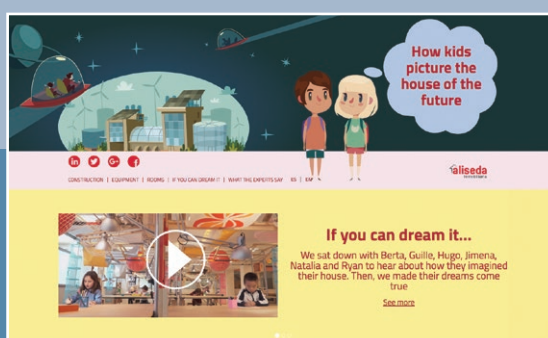 How kids
picture the
house of the
future
CONSTRUCTION | EQUIPMENT | ROOMS | IF YOU CAN DREAM IT | WHAT THE EXPERTS SAY ES |
aliseda
If you can dream it...
We sat down with Berta, Guille, Hugo, Jimena,
Natalia and Ryan to hear about how they imagined
their house. Then, we made their dreams come
true
See more